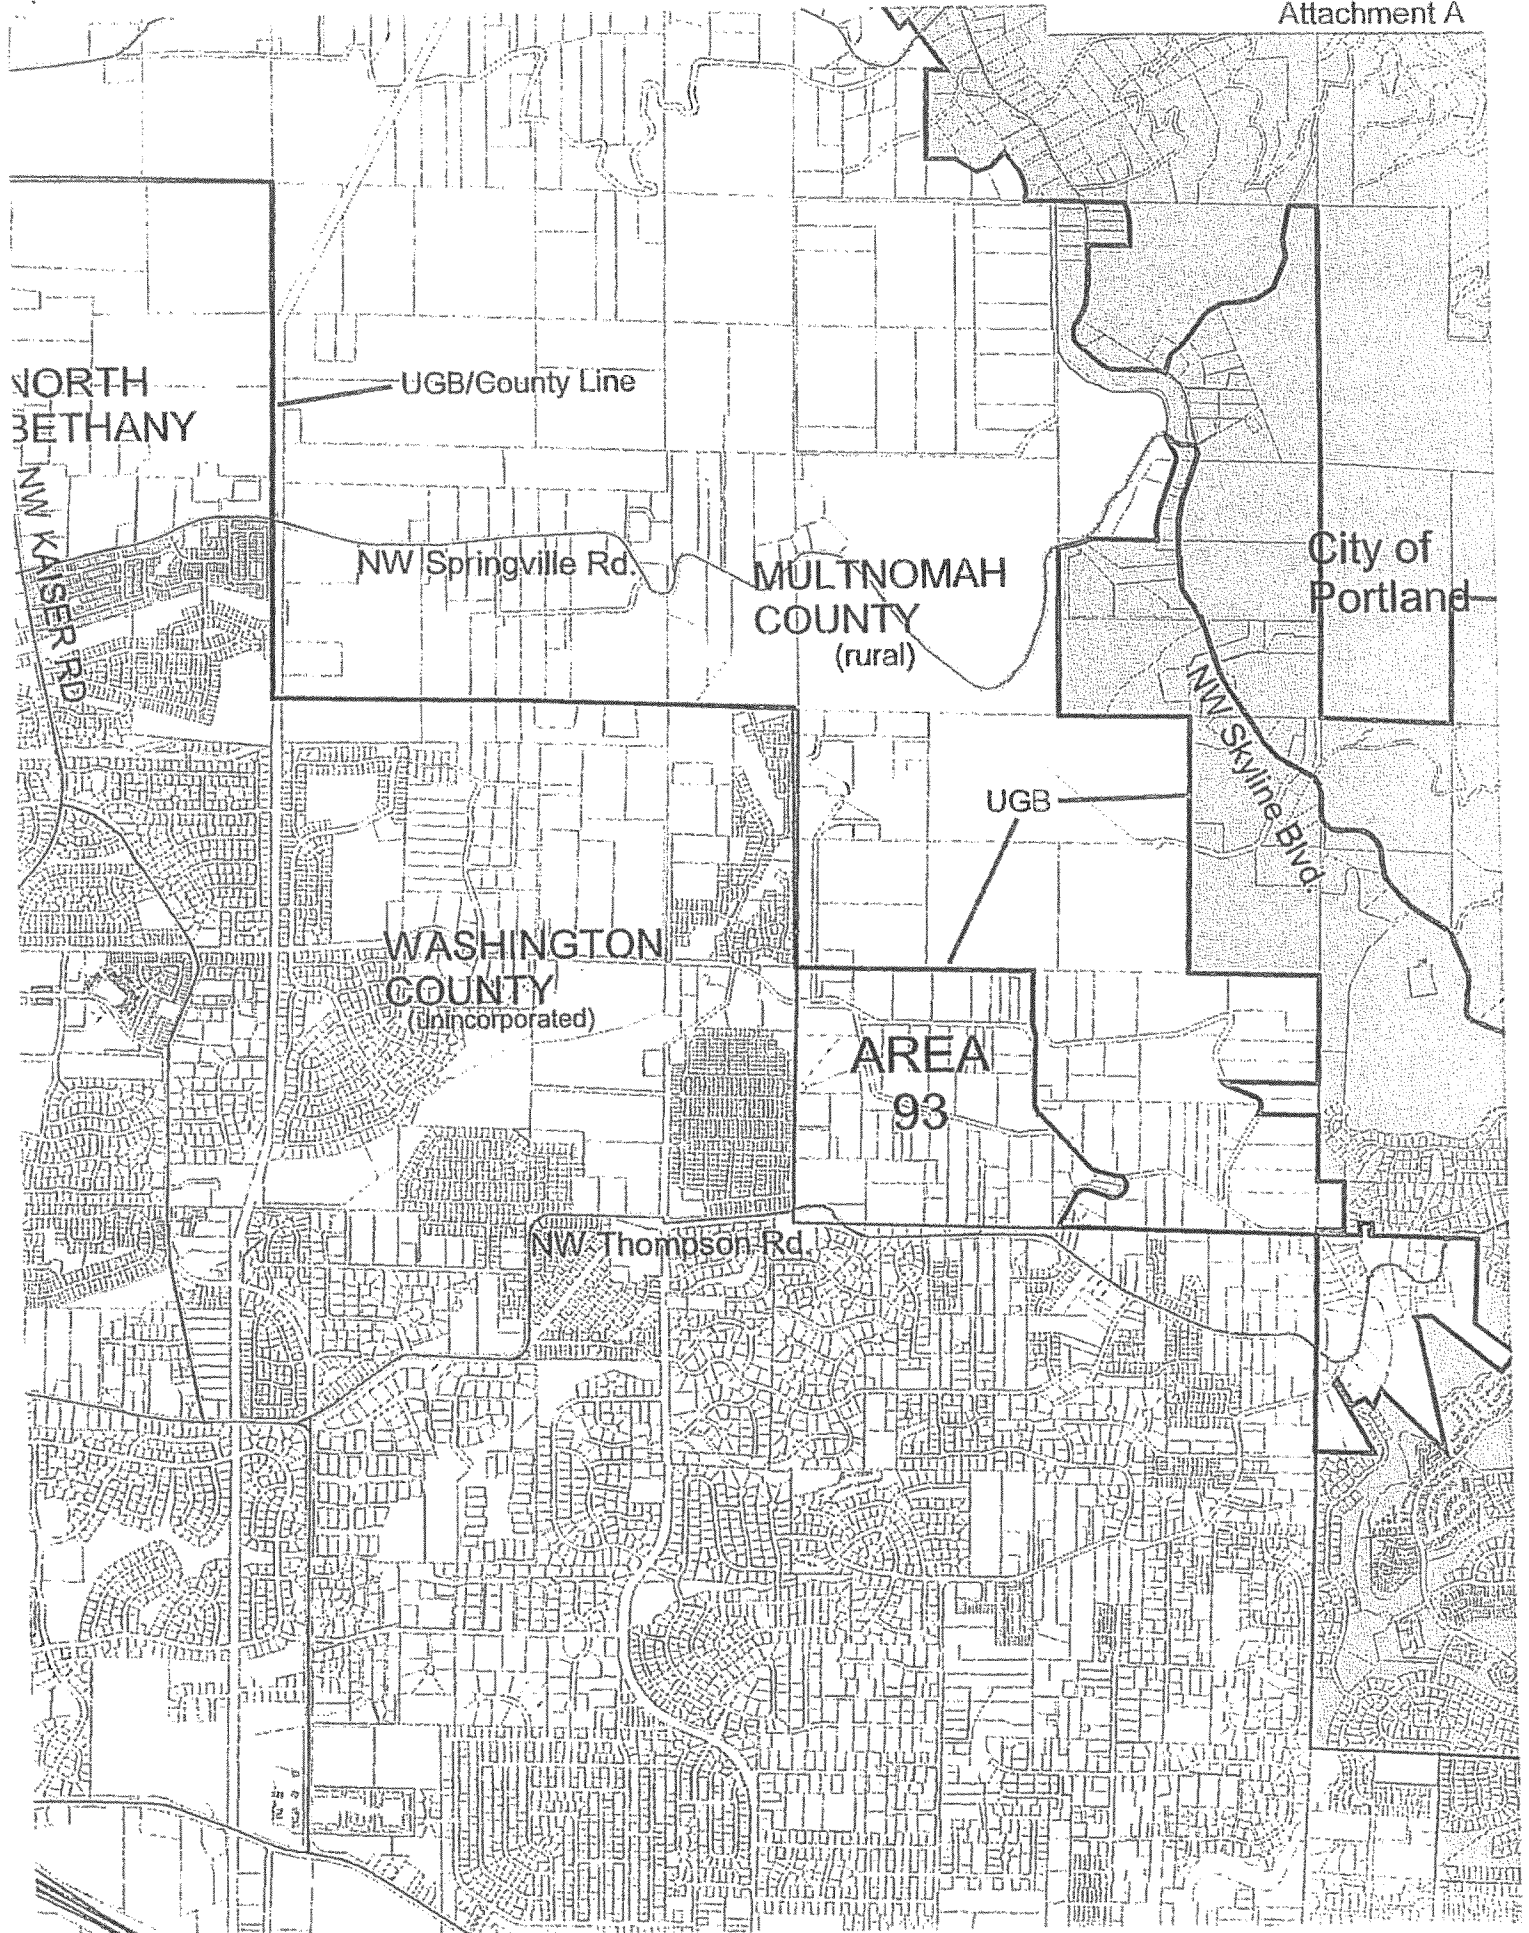 Attachment A
NORTH
BETHANY
UGB/County Line
NW KAISER RD
NW Springville Rd.
MULTNOMAH
COUNTY
(rural)
City of
Portland
NW Skyline Blvd.
UGB
WASHINGTON
COUNTY
(unincorporated)
AREA
93
NW Thompson Rd.